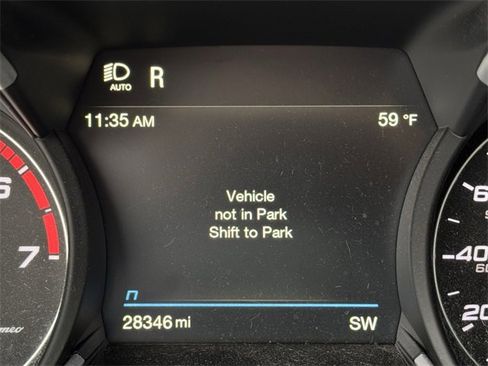 AUTO R
11:35 AM 59 °F
Vehicle
not in Park
Shift to Park
n
28346 mi SW
6
7
60
40
20